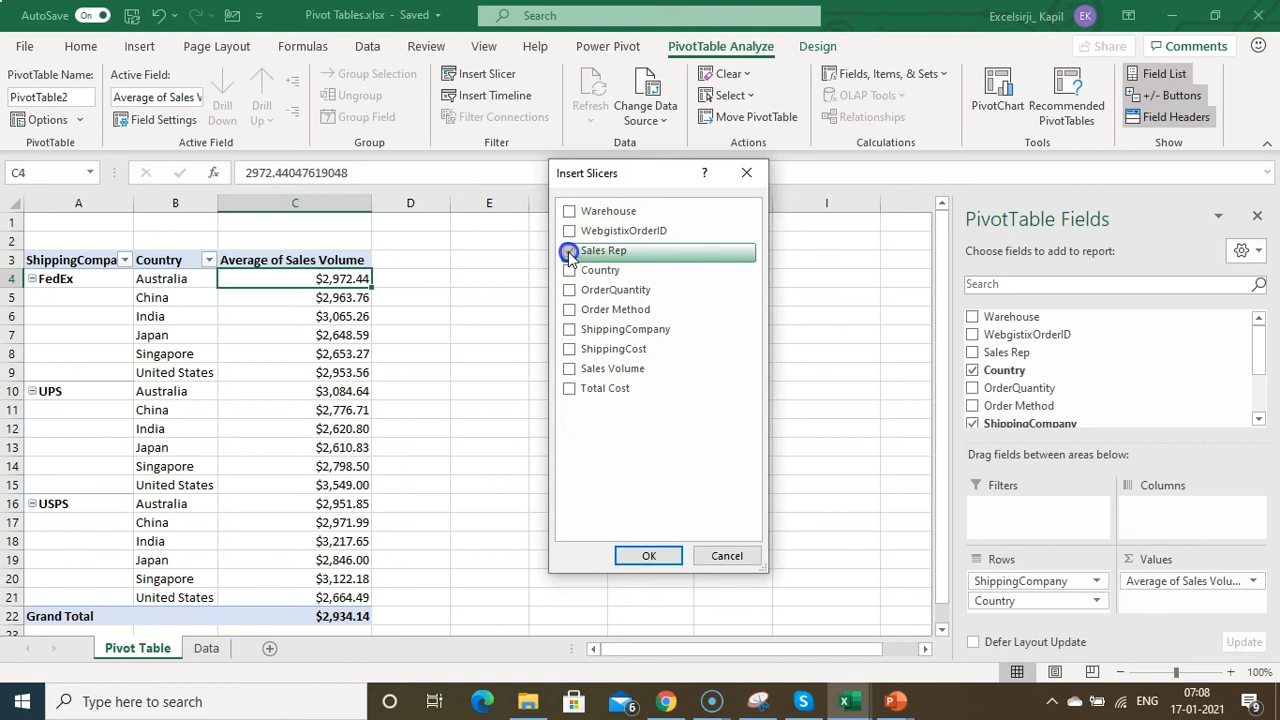 AutoSave On Pivot Tables.xlsx - Saved Search Excelsirji_ Kapil EK
File Home Insert Page Layout Formulas Data Review View Help Power Pivot PivotTable Analyze Design Share Comments
PivotTable Name:
PivotTable2
Options
PivotTable
Active Field:
Average of Sales V
Field Settings
Drill Down
Drill Up
Active Field
Group Selection
Ungroup
Group Field
Group
Insert Slicer
Insert Timeline
Filter Connections
Filter
Refresh
Change Data Source
Data
Clear
Select
Move PivotTable
Actions
Fields, Items, & Sets
OLAP Tools
Relationships
Calculations
PivotChart
Recommended PivotTables
Tools
Field List
+/- Buttons
Field Headers
Show
C4 fx 2972.44047619048
A B C D E I
1
2
3 ShippingCompa Country Average of Sales Volume
4 FedEx Australia $2,972.44
5 China $2,963.76
6 India $3,065.26
7 Japan $2,648.59
8 Singapore $2,653.27
9 United States $2,953.56
10 UPS Australia $3,084.64
11 China $2,776.71
12 India $2,620.80
13 Japan $2,610.83
14 Singapore $2,798.50
15 United States $3,549.00
16 USPS Australia $2,951.85
17 China $2,971.99
18 India $3,217.65
19 Japan $2,846.00
20 Singapore $3,122.18
21 United States $2,664.49
22 Grand Total $2,934.14
23
Insert Slicers ?
Warehouse
WebgistixOrderID
Sales Rep
Country
OrderQuantity
Order Method
ShippingCompany
ShippingCost
Sales Volume
Total Cost
OK Cancel
PivotTable Fields
Choose fields to add to report:
Search
Warehouse
WebgistixOrderID
Sales Rep
Country
OrderQuantity
Order Method
ShippingCompany
Drag fields between areas below:
Filters Columns
Rows Σ Values
ShippingCompany Average of Sales Volu...
Country
Defer Layout Update Update
Pivot Table Data
100%
Type here to search 6 ENG 07:08
17-01-2021 9